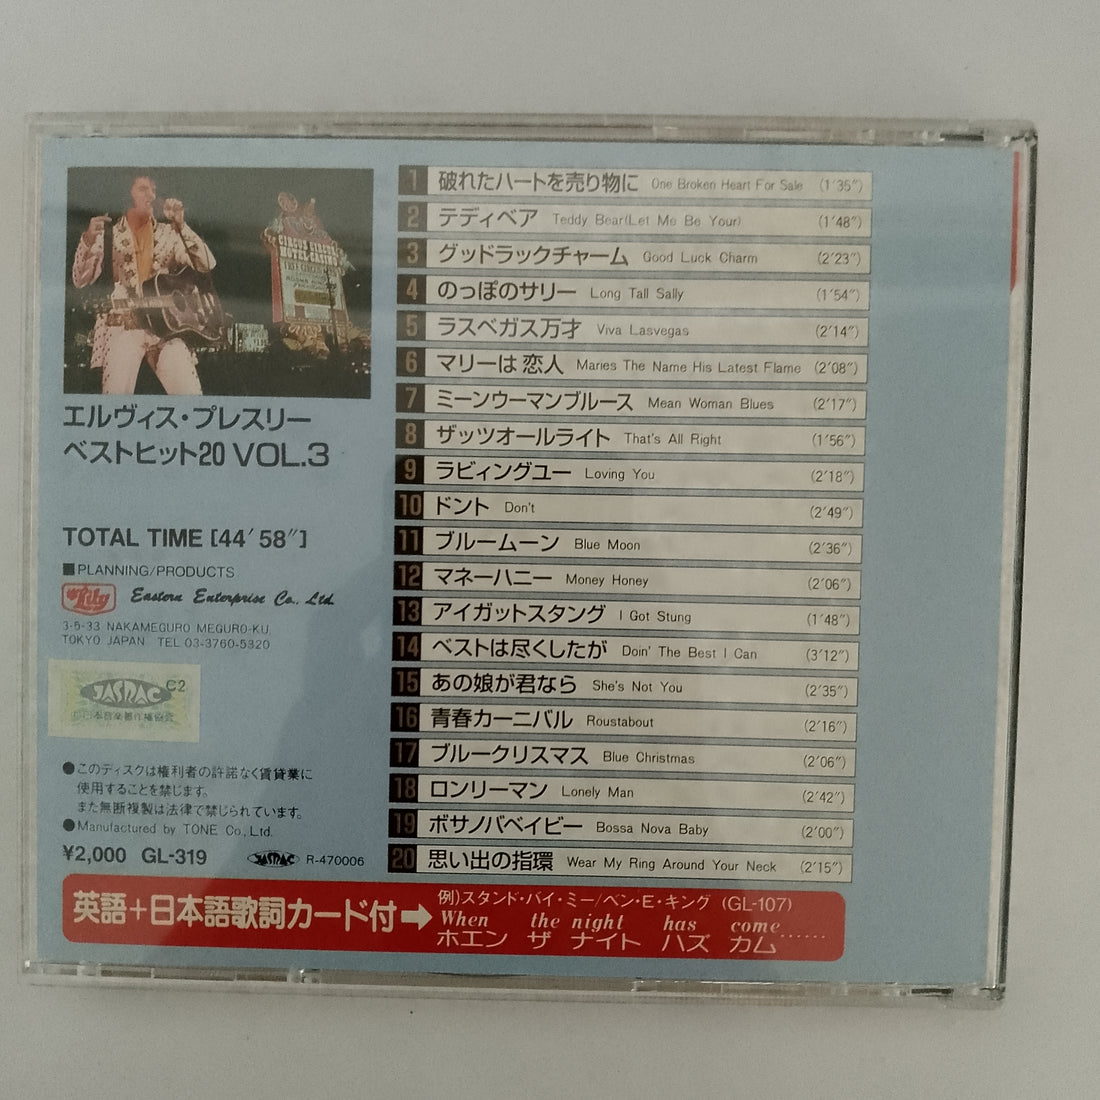 CIRCUS CIRCUS
HOTEL CASINO
エルヴィス・プレスリー
ベストヒット20 VOL.3
TOTAL TIME [44′58″]
■PLANNING/PRODUCTS
Lily Eastern Enterprise Co., Ltd.
3-5-33 NAKAMEGURO MEGURO-KU
TOKYO JAPAN TEL 03-3760-5320
JASRAC C2
日本音楽著作権協会
●このディスクは権利者の許諾なく賃貸業に
使用することを禁じます。
また無断複製は法律で禁じられています。
●Manufactured by TONE Co., Ltd.
¥2,000 GL-319 JASRAC R-470006
1 破れたハートを売り物に One Broken Heart For Sale (1′35″)
2 テディベア Teddy Bear(Let Me Be Your) (1′48″)
3 グッドラックチャーム Good Luck Charm (2′23″)
4 のっぽのサリー Long Tall Sally (1′54″)
5 ラスベガス万才 Viva Lasvegas (2′14″)
6 マリーは恋人 Maries The Name His Latest Flame (2′08″)
7 ミーンウーマンブルース Mean Woman Blues (2′17″)
8 ザッツオールライト That's All Right (1′56″)
9 ラビィングユー Loving You (2′18″)
10 ドント Don't (2′49″)
11 ブルームーン Blue Moon (2′36″)
12 マネーハニー Money Honey (2′06″)
13 アイガットスタング I Got Stung (1′48″)
14 ベストは尽くしたが Doin' The Best I Can (3′12″)
15 あの娘が君なら She's Not You (2′35″)
16 青春カーニバル Roustabout (2′16″)
17 ブルークリスマス Blue Christmas (2′06″)
18 ロンリーマン Lonely Man (2′42″)
19 ボサノバベイビー Bossa Nova Baby (2′00″)
20 思い出の指環 Wear My Ring Around Your Neck (2′15″)
英語+日本語歌詞カード付➡
例)スタンド・バイ・ミー/ベン・E・キング (GL-107)
When the night has come……
ホエン ザ ナイト ハズ カム